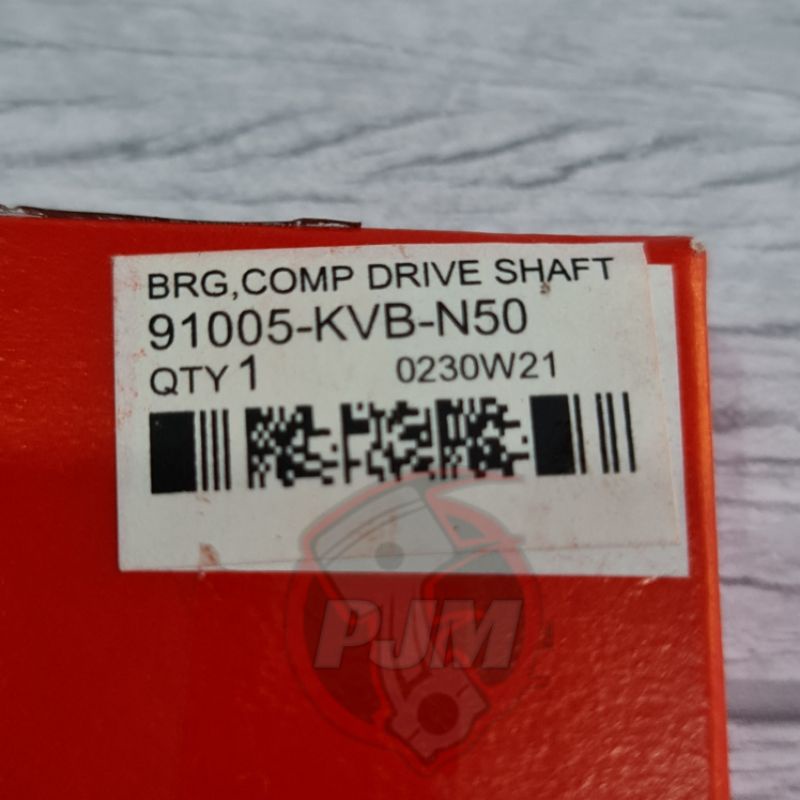 BRG,COMP DRIVE SHAFT
91005-KVB-N50
QTY 1 0230W21
PJM